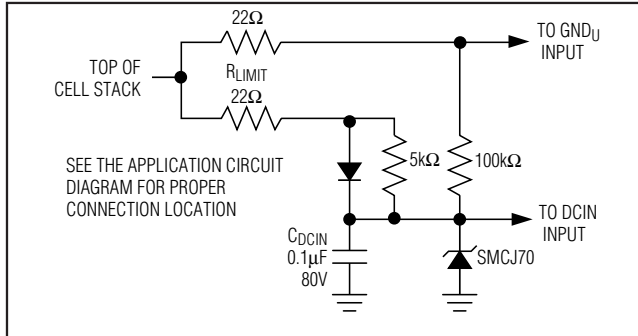 22Ω
TO GNDU
INPUT
TOP OF
CELL STACK
RLIMIT
22Ω
5kΩ
100kΩ
SEE THE APPLICATION CIRCUIT
DIAGRAM FOR PROPER
CONNECTION LOCATION
TO DCIN
INPUT
CDCIN
0.1µF
80V
SMCJ70